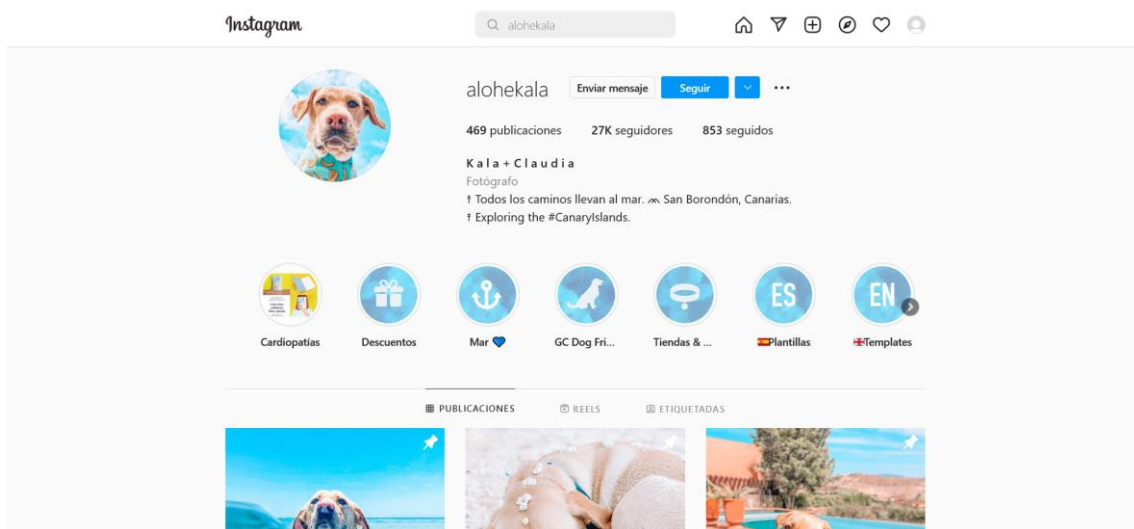 Instagram
alohekala
alohekala Enviar mensaje Seguir
469 publicaciones 27K seguidores 853 seguidos
Kala + Claudia
Fotógrafo
Todos los caminos llevan al mar. San Borondón, Canarias.
Exploring the #CanaryIslands.
ES EN
Cardiopatías Descuentos Mar GC Dog Fri... Tiendas & ... Plantillas Templates
PUBLICACIONES REELS ETIQUETADAS